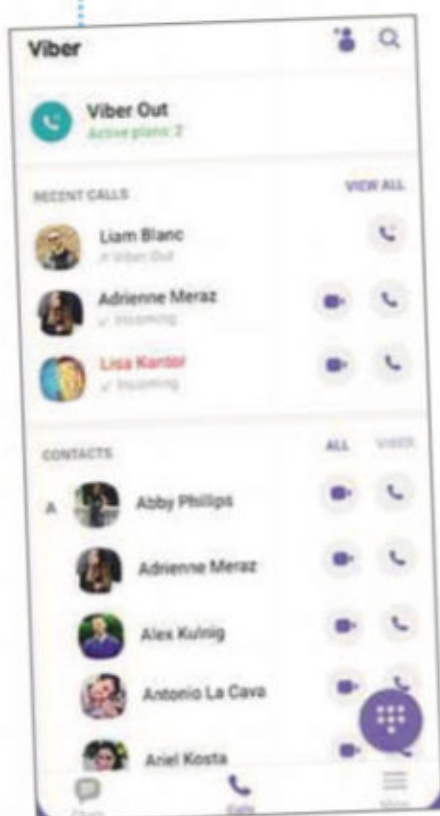 Viber
Viber Out
Active plans: 2
RECENT CALLS VIEW ALL
Liam Blanc
Viber Out
Adrienne Meraz
Incoming
Lisa Kantor
Incoming
CONTACTS ALL VIBER
A Abby Phillips
Adrienne Meraz
Alex Kulnig
Antonio La Cava
Ariel Kosta
Chats Calls More